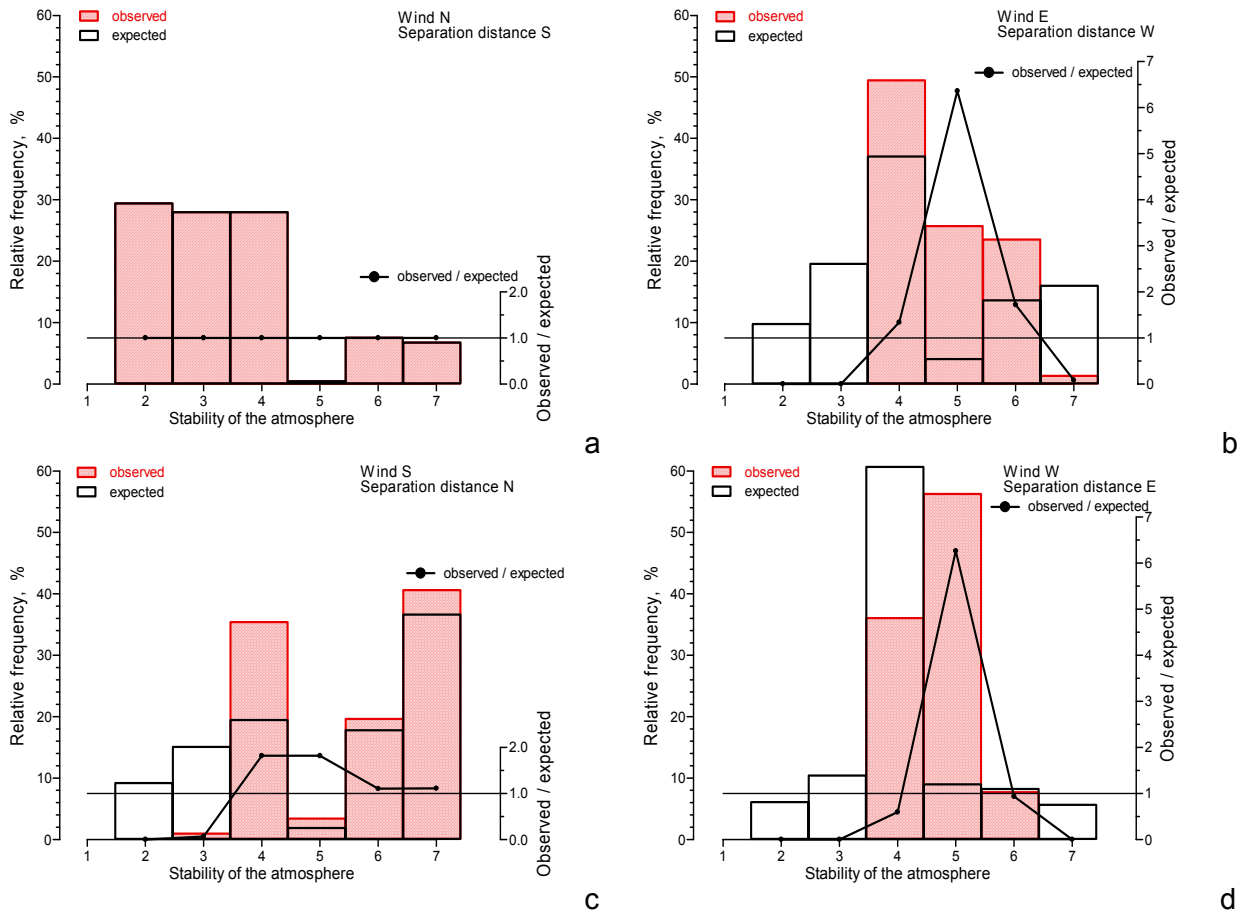 observed
expected
Wind N
Separation distance S
60
50
40
30
20
10
0
Relative frequency, %
observed / expected
2.0
1.0
0.0
Observed / expected
1 2 3 4 5 6 7
Stability of the atmosphere
a
observed
expected
Wind E
Separation distance W
observed / expected
60
50
40
30
20
10
0
Relative frequency, %
7
6
5
4
3
2
1
0
Observed / expected
1 2 3 4 5 6 7
Stability of the atmosphere
b
observed
expected
Wind S
Separation distance N
60
50
40
30
20
10
0
Relative frequency, %
observed / expected
2.0
1.0
0.0
Observed / expected
1 2 3 4 5 6 7
Stability of the atmosphere
c
observed
expected
Wind W
Separation distance E
observed / expected
60
50
40
30
20
10
0
Relative frequency, %
7
6
5
4
3
2
1
0
Observed / expected
1 2 3 4 5 6 7
Stability of the atmosphere
d